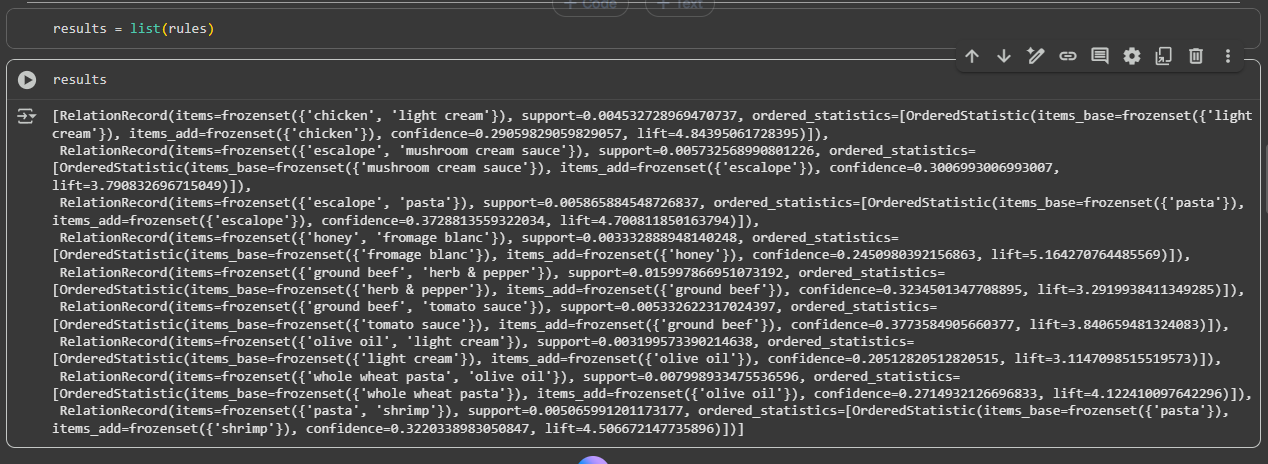 + Code + Text
results = list(rules)
results
[RelationRecord(items=frozenset({'chicken', 'light cream'}), support=0.004532728969470737, ordered_statistics=[OrderedStatistic(items_base=frozenset({'light
cream'}), items_add=frozenset({'chicken'}), confidence=0.29059829059829057, lift=4.84395061728395)]),
RelationRecord(items=frozenset({'escalope', 'mushroom cream sauce'}), support=0.005732568990801226, ordered_statistics=
[OrderedStatistic(items_base=frozenset({'mushroom cream sauce'}), items_add=frozenset({'escalope'}), confidence=0.3006993006993007,
lift=3.790832696715049)]),
RelationRecord(items=frozenset({'escalope', 'pasta'}), support=0.005865884548726837, ordered_statistics=[OrderedStatistic(items_base=frozenset({'pasta'}),
items_add=frozenset({'escalope'}), confidence=0.3728813559322034, lift=4.700811850163794)]),
RelationRecord(items=frozenset({'honey', 'fromage blanc'}), support=0.003332888948140248, ordered_statistics=
[OrderedStatistic(items_base=frozenset({'fromage blanc'}), items_add=frozenset({'honey'}), confidence=0.2450980392156863, lift=5.164270764485569)]),
RelationRecord(items=frozenset({'ground beef', 'herb & pepper'}), support=0.015997866951073192, ordered_statistics=
[OrderedStatistic(items_base=frozenset({'herb & pepper'}), items_add=frozenset({'ground beef'}), confidence=0.3234501347708895, lift=3.2919938411349285)]),
RelationRecord(items=frozenset({'ground beef', 'tomato sauce'}), support=0.005332622317024397, ordered_statistics=
[OrderedStatistic(items_base=frozenset({'tomato sauce'}), items_add=frozenset({'ground beef'}), confidence=0.3773584905660377, lift=3.840659481324083)]),
RelationRecord(items=frozenset({'olive oil', 'light cream'}), support=0.003199573390214638, ordered_statistics=
[OrderedStatistic(items_base=frozenset({'light cream'}), items_add=frozenset({'olive oil'}), confidence=0.20512820512820515, lift=3.1147098515519573)]),
RelationRecord(items=frozenset({'whole wheat pasta', 'olive oil'}), support=0.007998933475536596, ordered_statistics=
[OrderedStatistic(items_base=frozenset({'whole wheat pasta'}), items_add=frozenset({'olive oil'}), confidence=0.2714932126696833, lift=4.122410097642296)]),
RelationRecord(items=frozenset({'pasta', 'shrimp'}), support=0.005065991201173177, ordered_statistics=[OrderedStatistic(items_base=frozenset({'pasta'}),
items_add=frozenset({'shrimp'}), confidence=0.3220338983050847, lift=4.506672147735896)])]